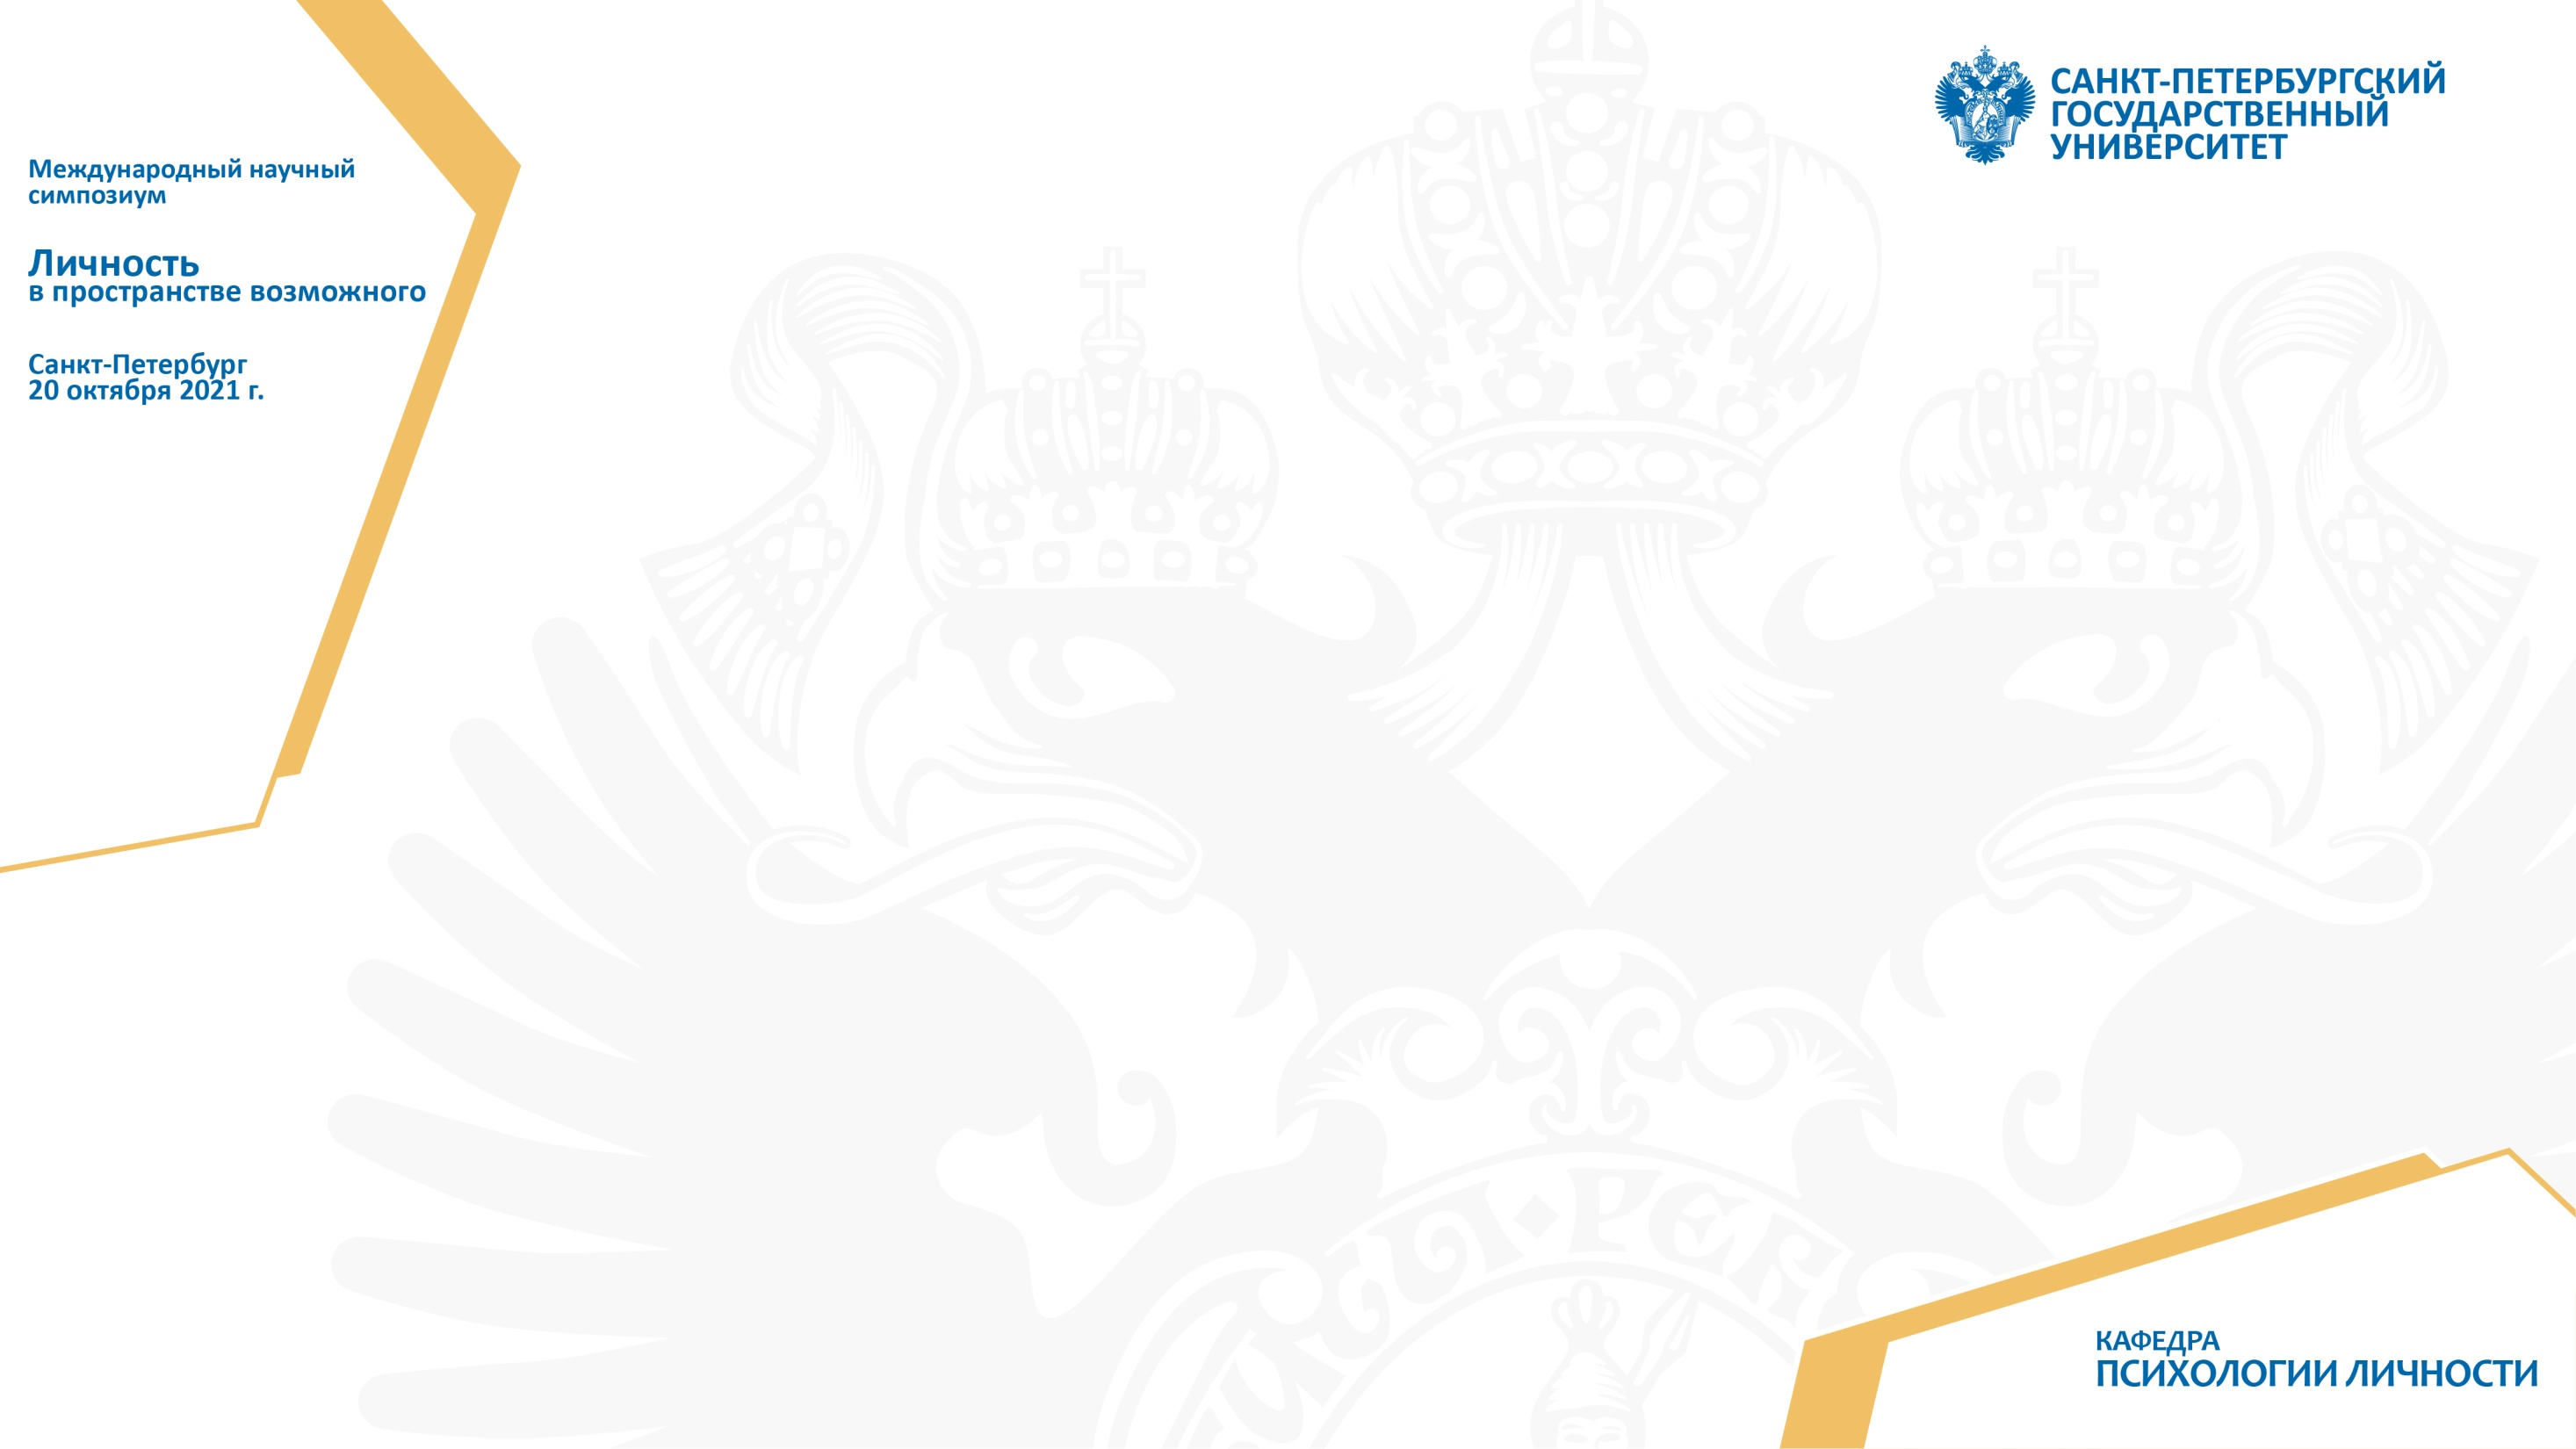 Международный научный
симпозиум
Личность
в пространстве возможного
Санкт-Петербург
20 октября 2021 г.
САНКТ-ПЕТЕРБУРГСКИЙ
ГОСУДАРСТВЕННЫЙ
УНИВЕРСИТЕТ
КАФЕДРА
ПСИХОЛОГИИ ЛИЧНОСТИ